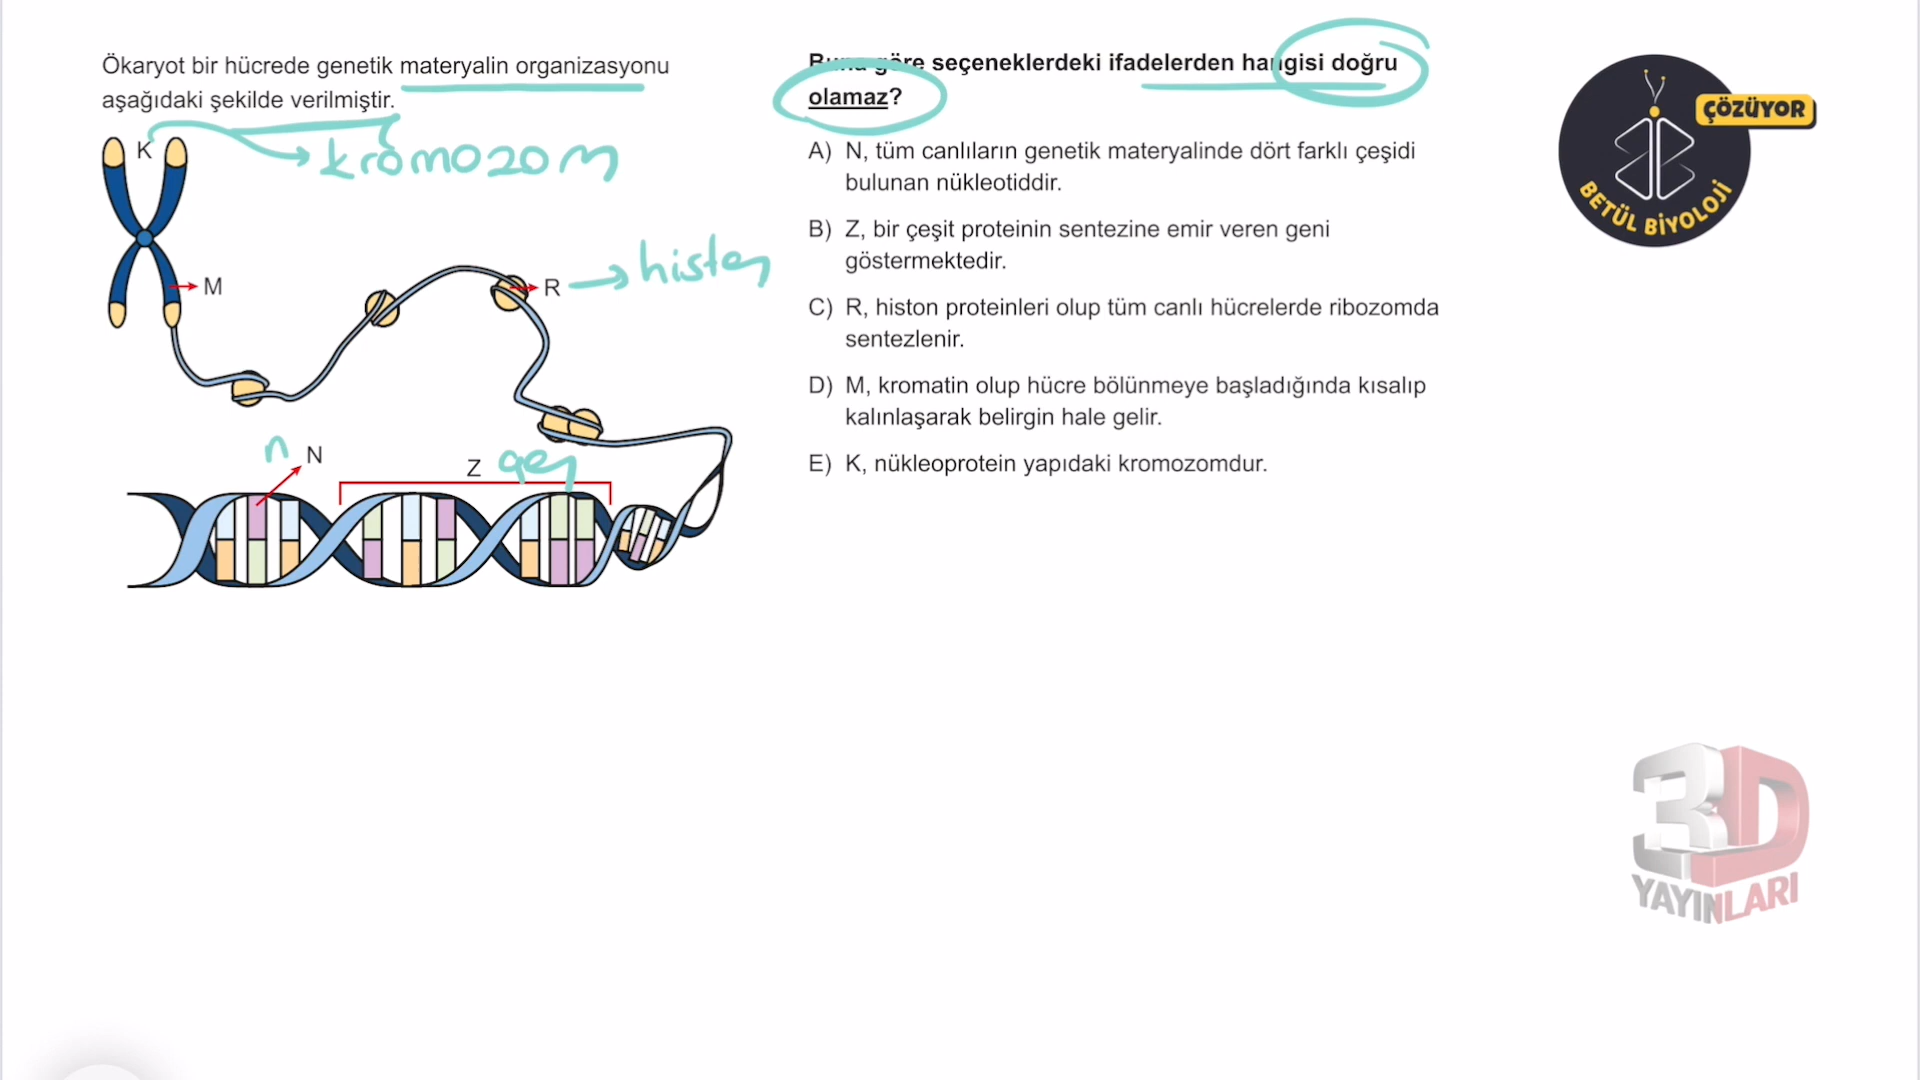 Ökaryot bir hücrede genetik materyalin organizasyonu
aşağıdaki şekilde verilmiştir.
K
kromozom
M
R
histon
n
N
Z
gen
Buna göre seçeneklerdeki ifadelerden hangisi doğru
olamaz?
A) N, tüm canlıların genetik materyalinde dört farklı çeşidi
bulunan nükleotiddir.
B) Z, bir çeşit proteinin sentezine emir veren geni
göstermektedir.
C) R, histon proteinleri olup tüm canlı hücrelerde ribozomda
sentezlenir.
D) M, kromatin olup hücre bölünmeye başladığında kısalıp
kalınlaşarak belirgin hale gelir.
E) K, nükleoprotein yapıdaki kromozomdur.
ÇÖZÜYOR
BETÜL BİYOLOJİ
3D
YAYINLARI